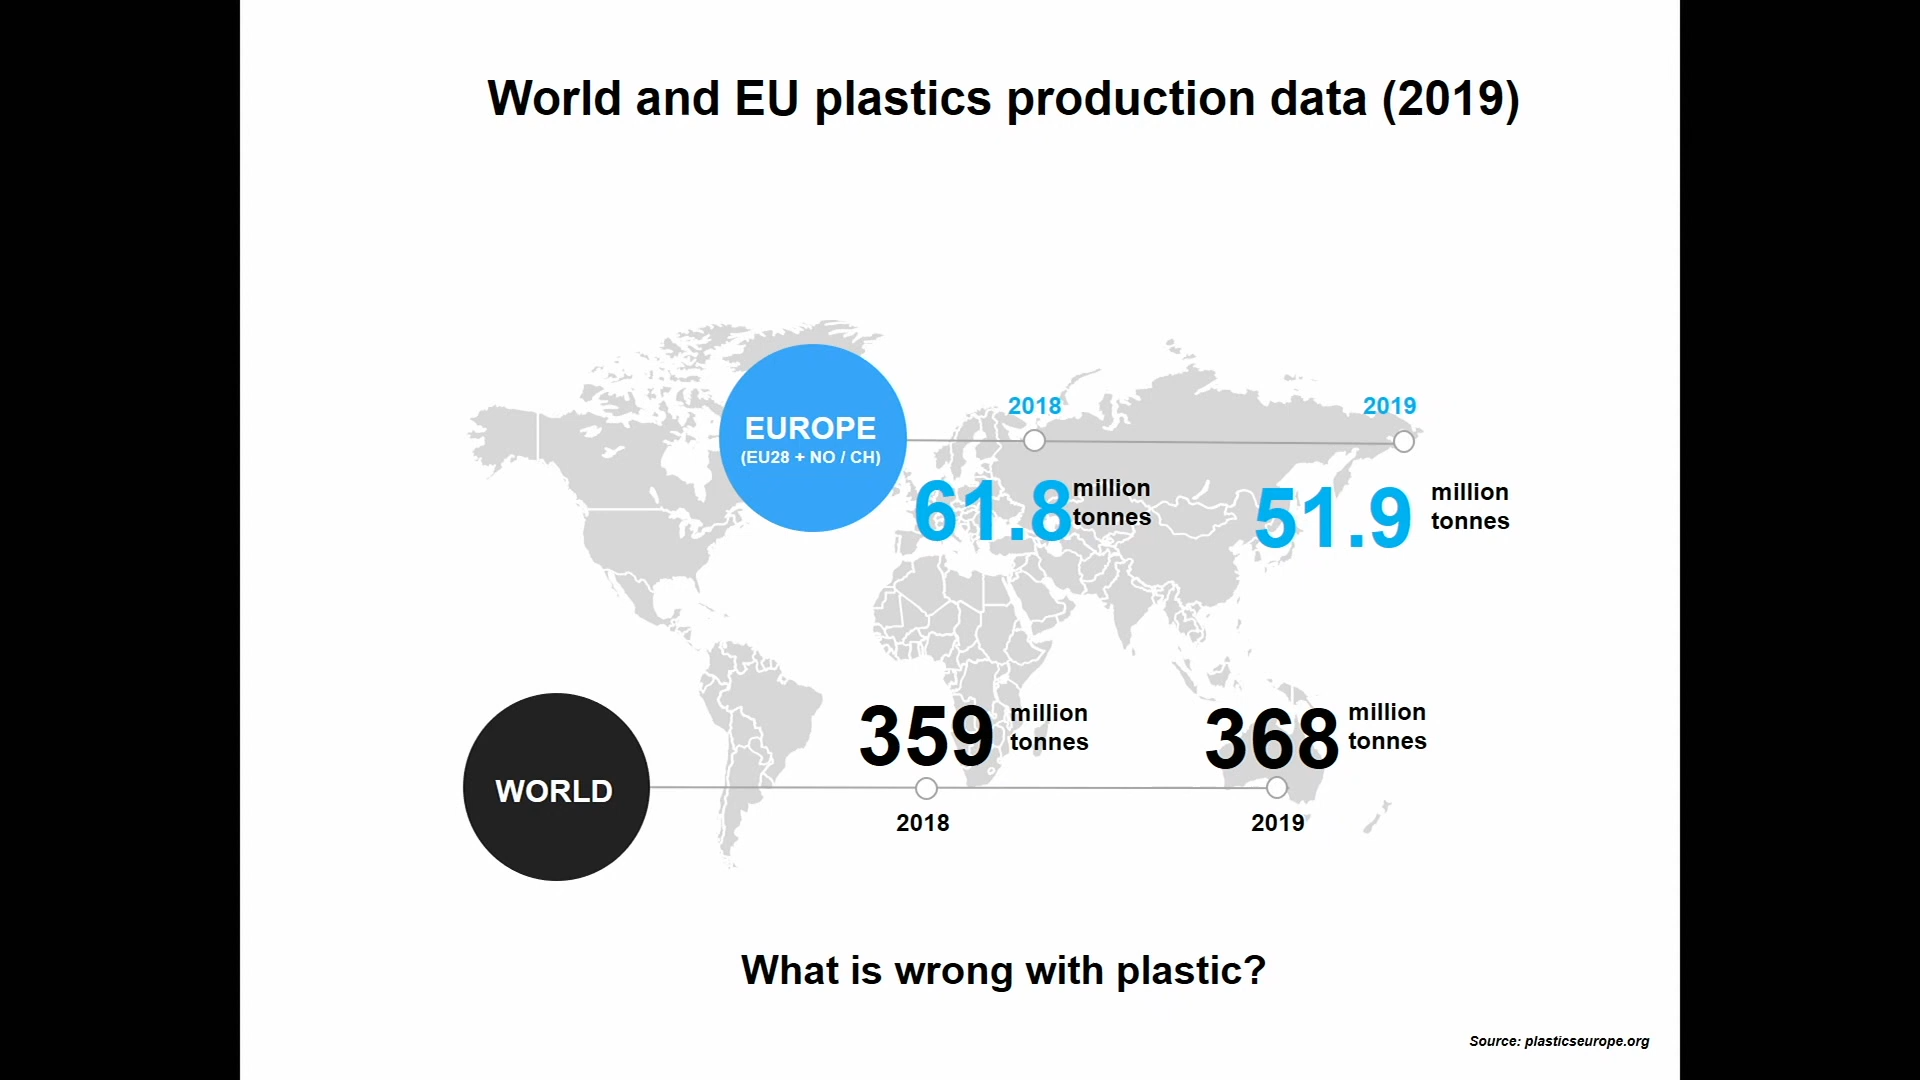 World and EU plastics production data (2019)
EUROPE
(EU28 + NO / CH)
2018
2019
61.8 million
tonnes
51.9 million
tonnes
WORLD
359 million
tonnes
368 million
tonnes
2018
2019
What is wrong with plastic?
Source: plasticseurope.org